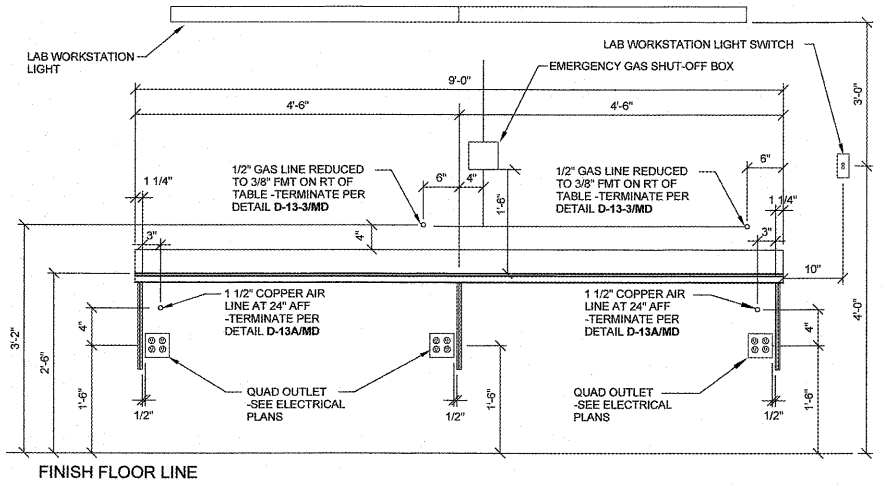 LAB WORKSTATION
LIGHT
LAB WORKSTATION LIGHT SWITCH
EMERGENCY GAS SHUT-OFF BOX
9'-0"
4'-6"
4'-6"
3'-0"
1/2" GAS LINE REDUCED
TO 3/8" FMT ON RT OF
TABLE -TERMINATE PER
DETAIL D-13-3/MD
6"
4"
1'-6"
1/2" GAS LINE REDUCED
TO 3/8" FMT ON RT OF
TABLE -TERMINATE PER
DETAIL D-13-3/MD
6"
1 1/4"
1 1/4"
3"
4"
3"
10"
1 1/2" COPPER AIR
LINE AT 24" AFF
-TERMINATE PER
DETAIL D-13A/MD
1 1/2" COPPER AIR
LINE AT 24" AFF
-TERMINATE PER
DETAIL D-13A/MD
3'-2"
2'-6"
4"
1'-6"
4"
1'-6"
1'-6"
4'-0"
QUAD OUTLET
-SEE ELECTRICAL
PLANS
QUAD OUTLET
-SEE ELECTRICAL
PLANS
1/2"
1/2"
1/2"
FINISH FLOOR LINE